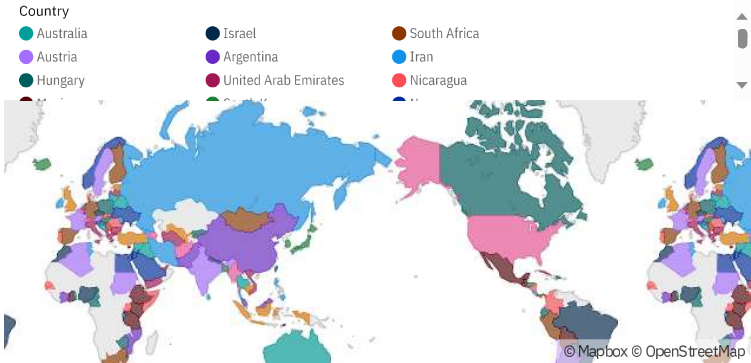 Country
Australia
Israel
South Africa
Austria
Argentina
Iran
Hungary
United Arab Emirates
Nicaragua
© Mapbox © OpenStreetMap